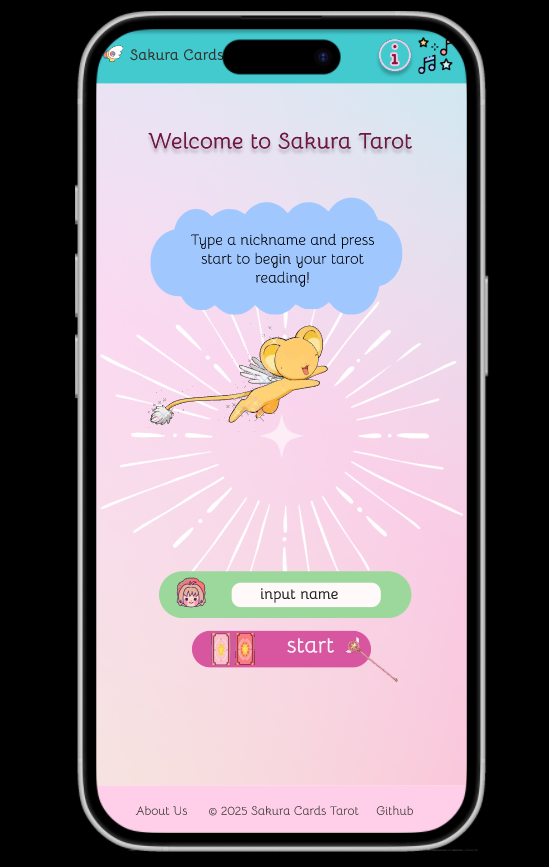 Sakura Cards
i
Welcome to Sakura Tarot
Type a nickname and press
start to begin your tarot
reading!
input name
start
About Us © 2025 Sakura Cards Tarot Github